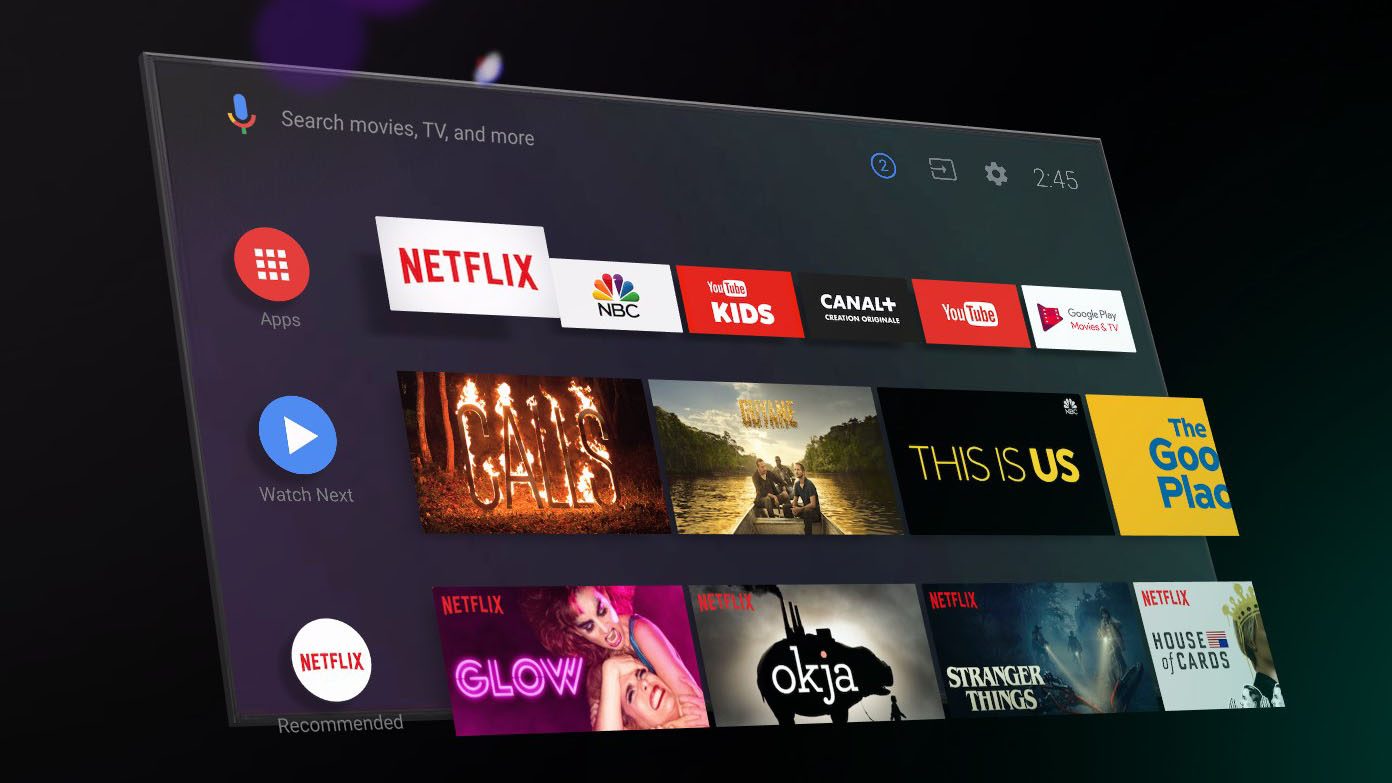 Search movies, TV, and more
2
2:45
NETFLIX
NBC
YouTube
KIDS
CANAL+
CREATION ORIGINALE
YouTube
Google Play
Movies & TV
Apps
CALLS
GUYANE
NBC
THIS IS US
The
Goo
Plac
Watch Next
NETFLIX
GLOW
NETFLIX
okja
NETFLIX
STRANGER
THINGS
NETFLIX
HOUSE
of CARDS
NETFLIX
Recommended